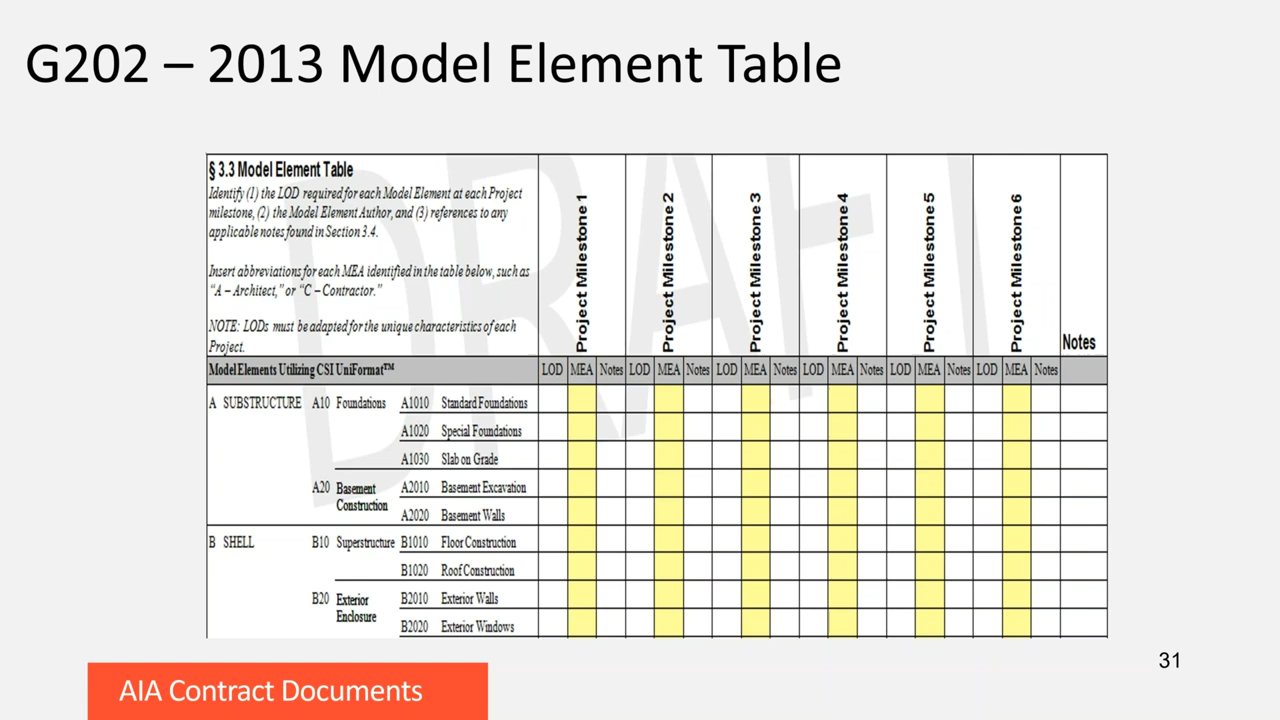 G202 – 2013 Model Element Table
§ 3.3 Model Element Table
Identify (1) the LOD required for each Model Element at each Project
milestone, (2) the Model Element Author, and (3) references to any
applicable notes found in Section 3.4.
Insert abbreviations for each MEA identified in the table below, such as
“A – Architect,” or “C – Contractor.”
NOTE: LODs must be adapted for the unique characteristics of each
Project.
Project Milestone 1
Project Milestone 2
Project Milestone 3
Project Milestone 4
Project Milestone 5
Project Milestone 6
Notes
DRAFT
Model Elements Utilizing CSI UniFormat™ LOD MEA Notes LOD MEA Notes LOD MEA Notes LOD MEA Notes LOD MEA Notes LOD MEA Notes
A SUBSTRUCTURE A10 Foundations A1010 Standard Foundations
A1020 Special Foundations
A1030 Slab on Grade
A20 Basement Construction A2010 Basement Excavation
A2020 Basement Walls
B SHELL B10 Superstructure B1010 Floor Construction
B1020 Roof Construction
B20 Exterior Enclosure B2010 Exterior Walls
B2020 Exterior Windows
31
AIA Contract Documents